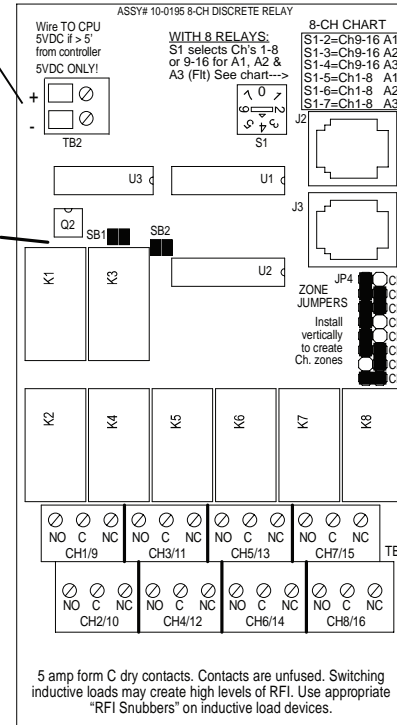 ASSY# 10-0195 8-CH DISCRETE RELAY
Wire TO CPU
5VDC if > 5'
from controller
5VDC ONLY!
+
-
TB2
WITH 8 RELAYS:
S1 selects Ch's 1-8
or 9-16 for A1, A2 &
A3 (Flt) See chart--->
0
1
2
3
4
5
6
7
S1
8-CH CHART
S1-2=Ch9-16 A1
S1-3=Ch9-16 A2
S1-4=Ch9-16 A3
S1-5=Ch1-8 A1
S1-6=Ch1-8 A2
S1-7=Ch1-8 A3
J2
U3
U1
Q2
SB1
SB2
U2
J3
K1
K3
JP4
ZONE
JUMPERS
Install
vertically
to create
Ch. zones
C
C
C
C
C
C
C
C
K2
K4
K5
K6
K7
K8
NO C NC NO C NC NO C NC NO C NC
CH1/9 CH3/11 CH5/13 CH7/15
NO C NC NO C NC NO C NC NO C NC
CH2/10 CH4/12 CH6/14 CH8/16
5 amp form C dry contacts. Contacts are unfused. Switching
inductive loads may create high levels of RFI. Use appropriate
“RFI Snubbers” on inductive load devices.